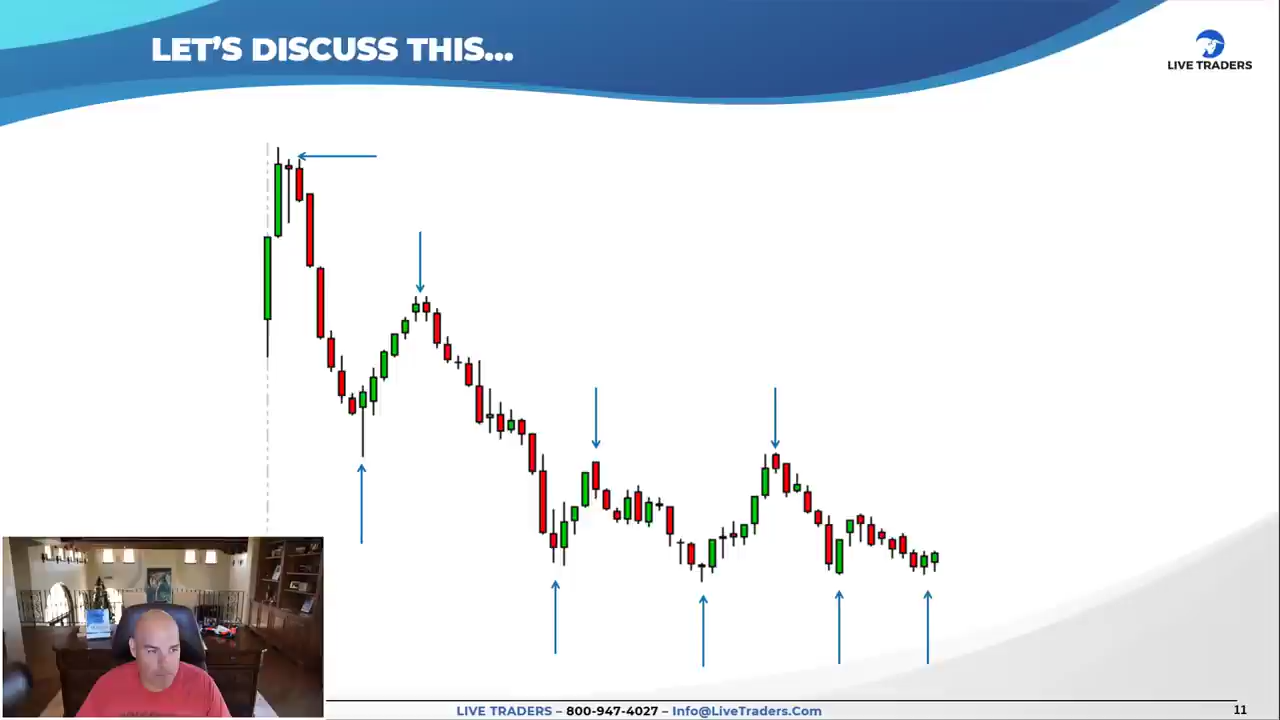 LET’S DISCUSS THIS...
LIVE TRADERS
LIVE TRADERS – 800-947-4027 – Info@LiveTraders.Com
11